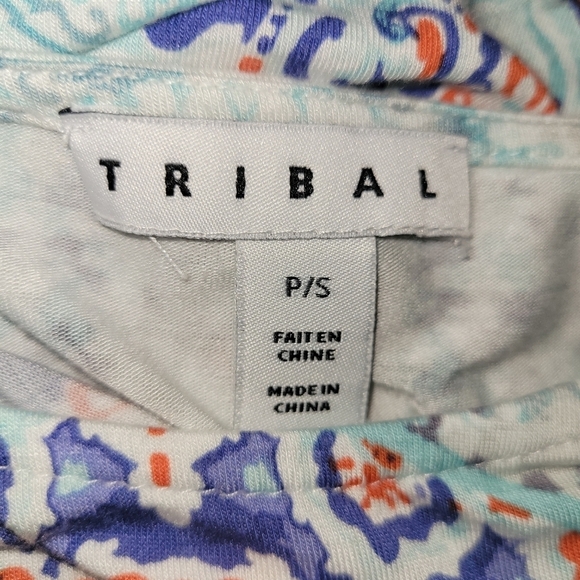 TRIBAL
P/S
FAIT EN
CHINE
MADE IN
CHINA